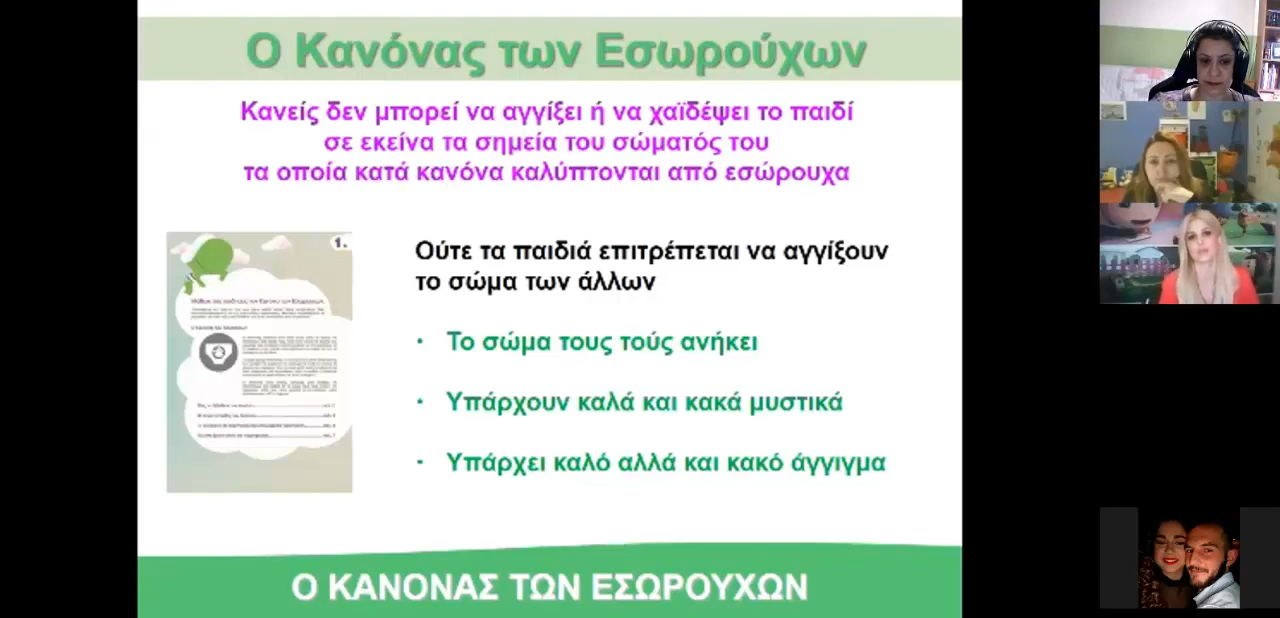 Ο Κανόνας των Εσωρούχων
Κανείς δεν μπορεί να αγγίξει ή να χαϊδέψει το παιδί
σε εκείνα τα σημεία του σώματός του
τα οποία κατά κανόνα καλύπτονται από εσώρουχα
1.
Ούτε τα παιδιά επιτρέπεται να αγγίξουν
το σώμα των άλλων
· Το σώμα τους τούς ανήκει
· Υπάρχουν καλά και κακά μυστικά
· Υπάρχει καλό αλλά και κακό άγγιγμα
Ο ΚΑΝΟΝΑΣ ΤΩΝ ΕΣΩΡΟΥΧΩΝ